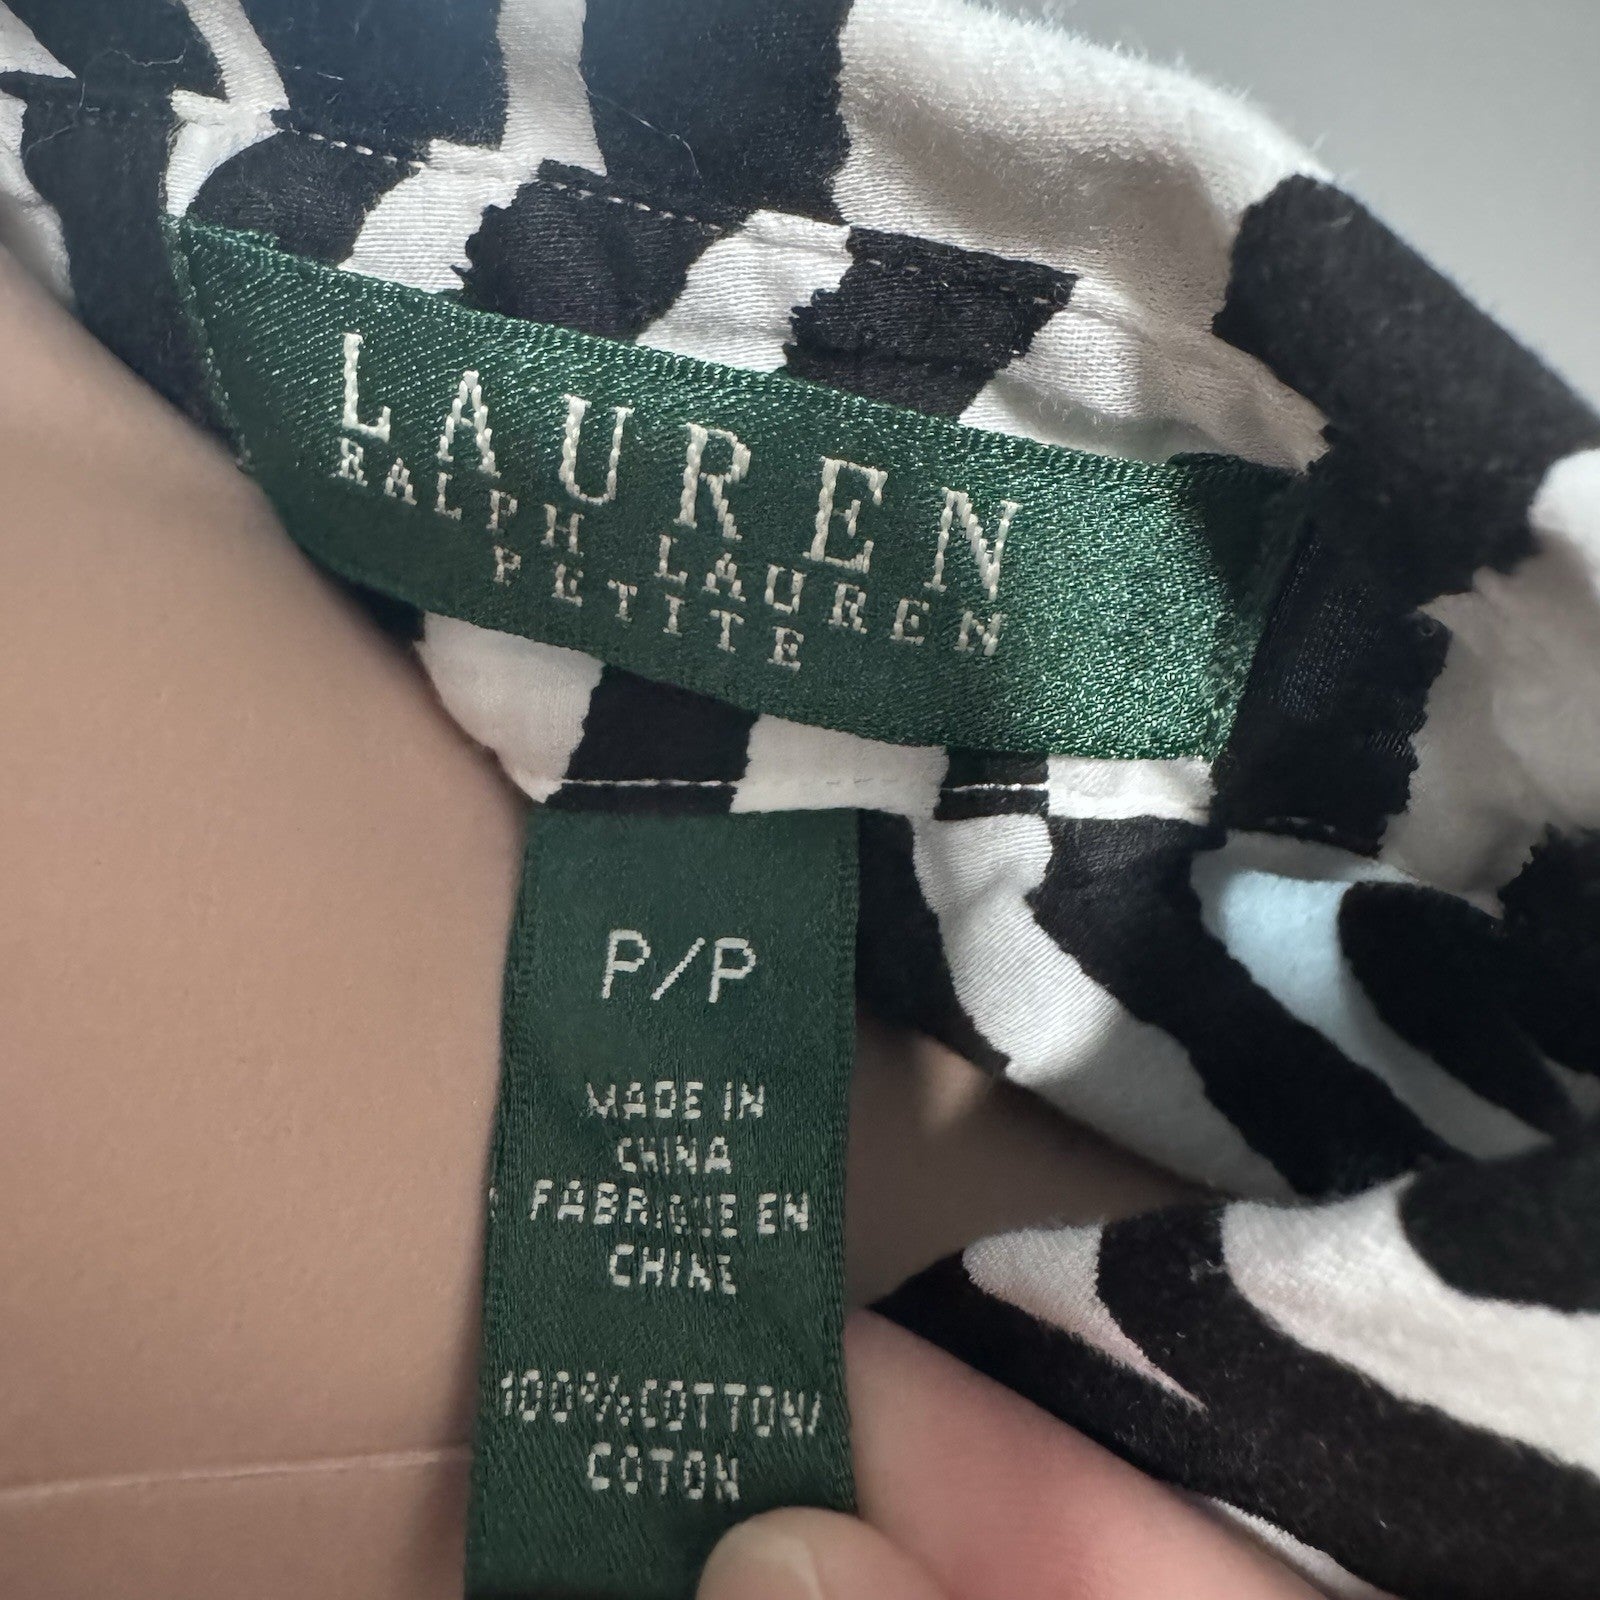 LAUREN
RALPH LAUREN
PETITE
P/P
MADE IN
CHINA
FABRIQUE EN
CHINE
100% COTTON/
COTON